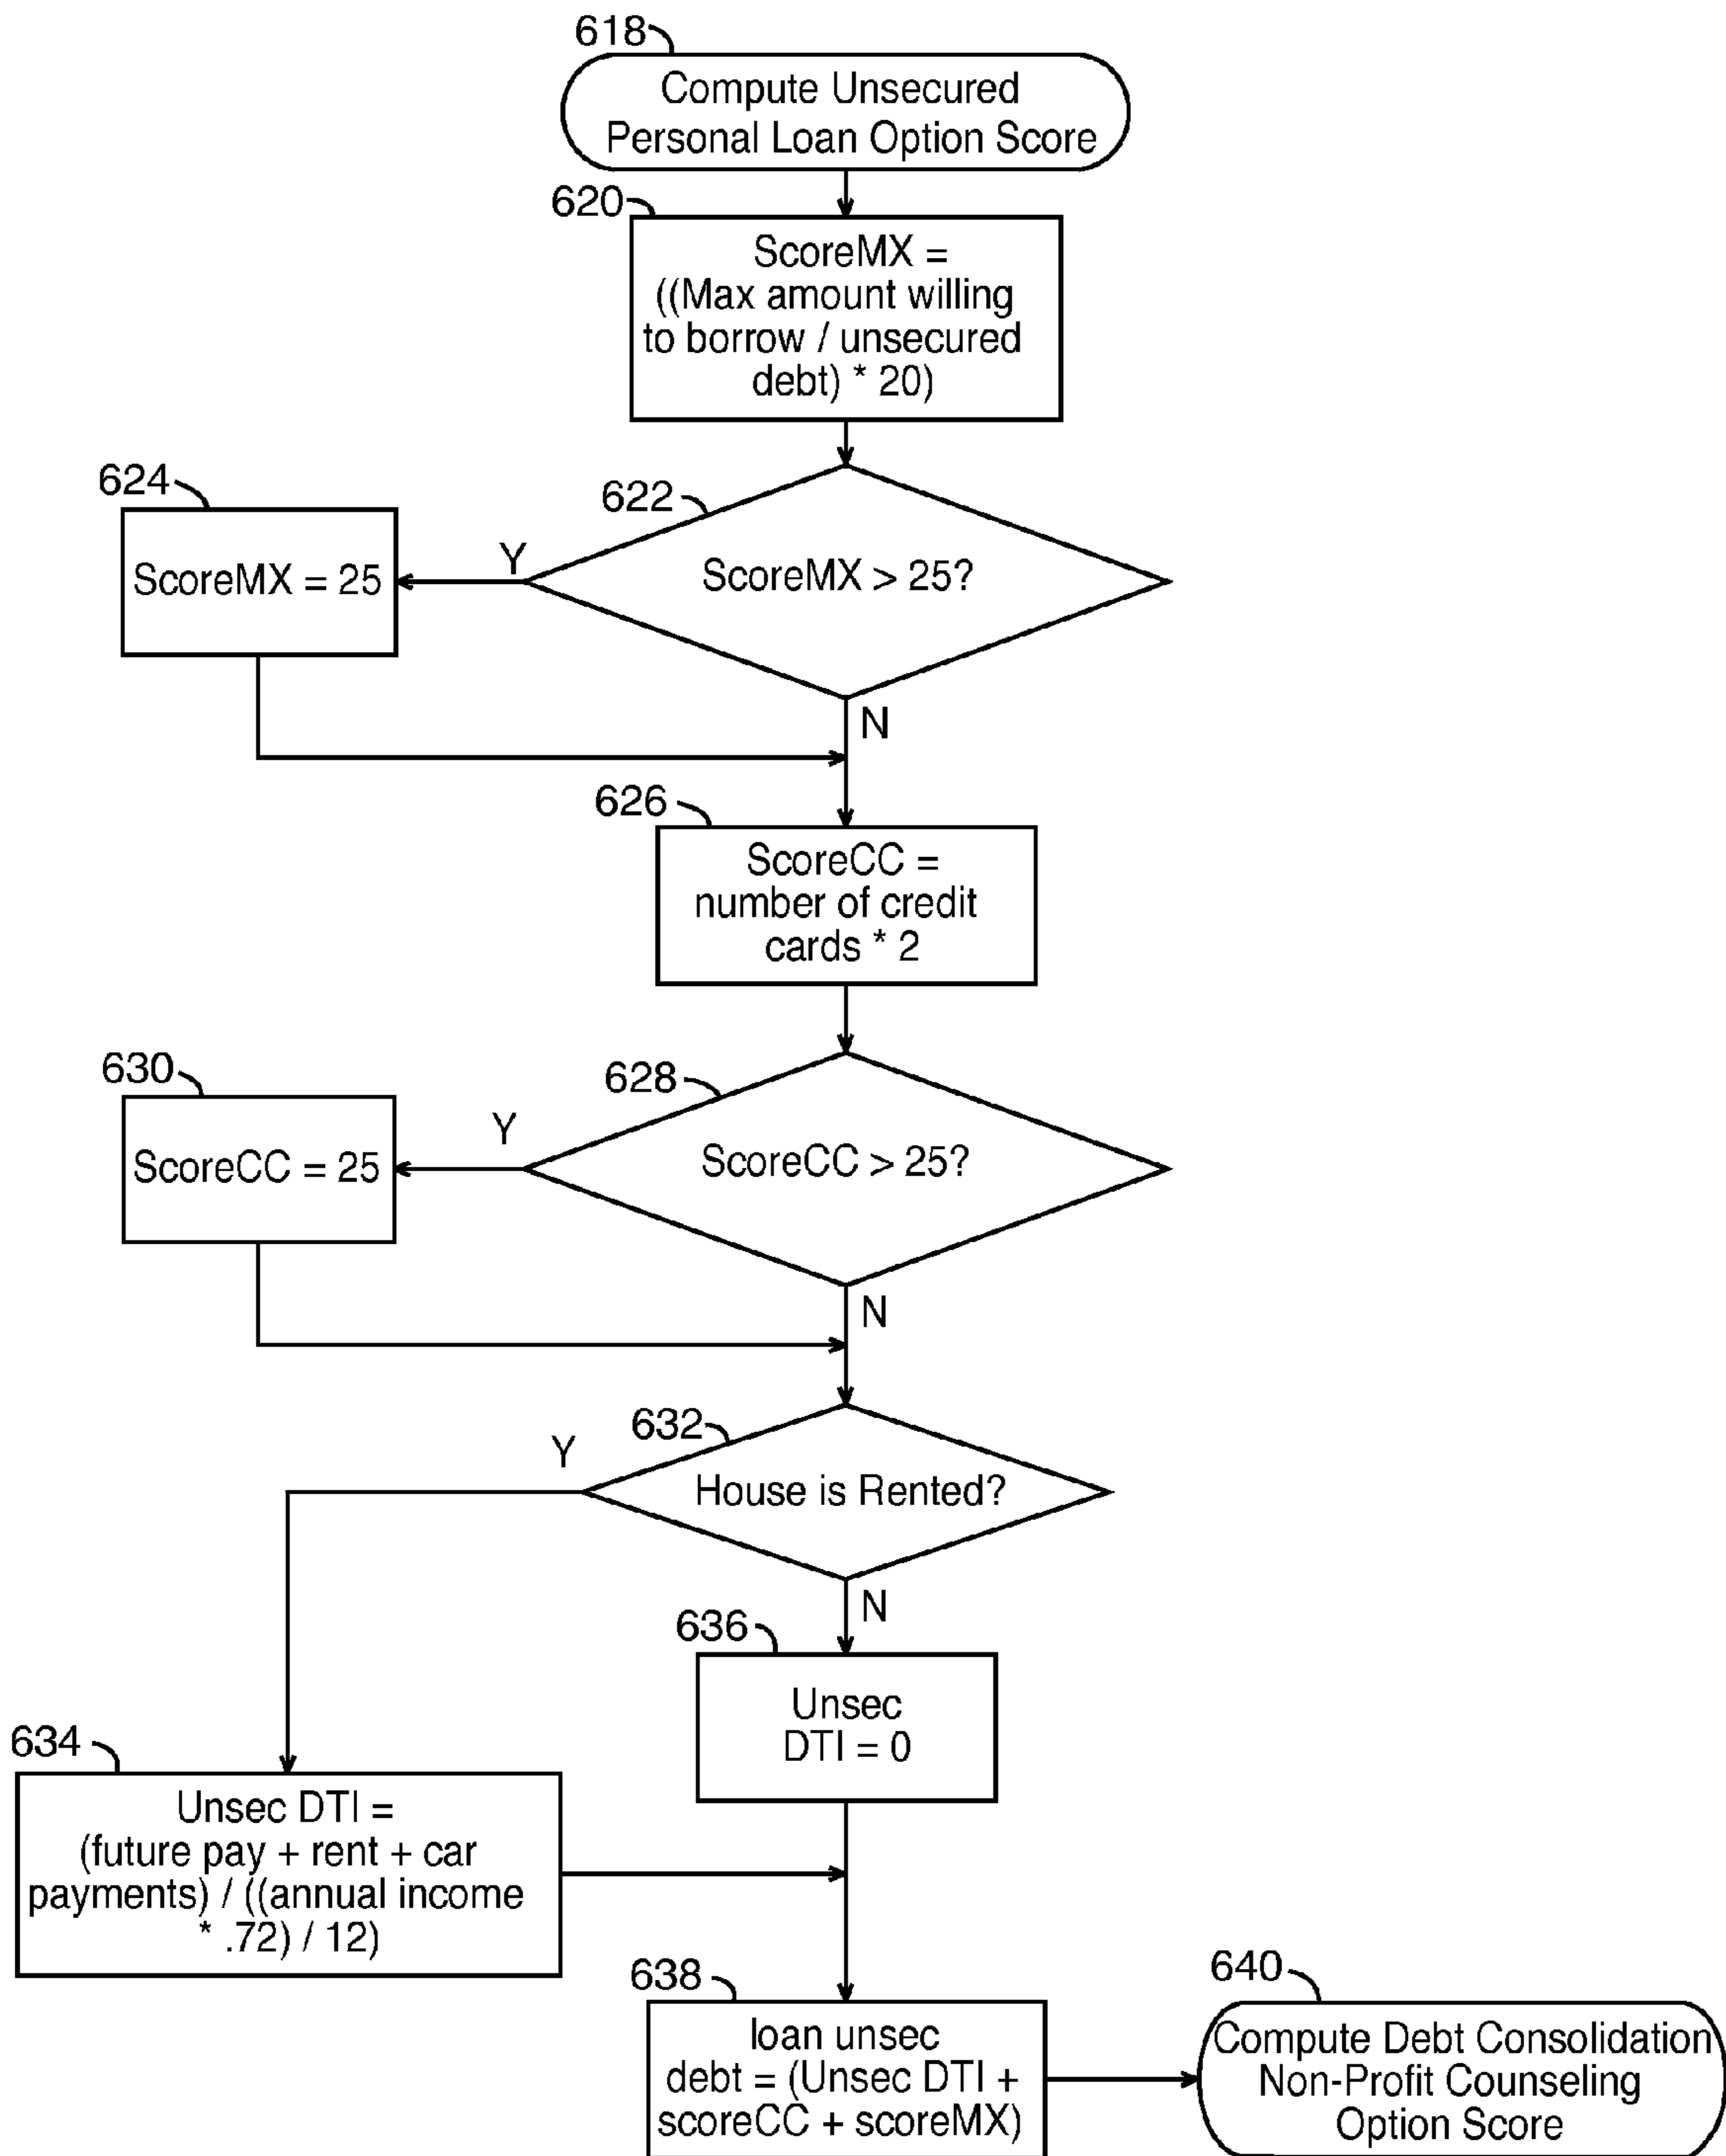 618
Compute Unsecured
Personal Loan Option Score
620
ScoreMX =
((Max amount willing
to borrow / unsecured
debt) * 20)
622
ScoreMX > 25?
Y
N
624
ScoreMX = 25
626
ScoreCC =
number of credit
cards * 2
628
ScoreCC > 25?
Y
N
630
ScoreCC = 25
632
House is Rented?
Y
N
636
Unsec
DTI = 0
634
Unsec DTI =
(future pay + rent + car
payments) / ((annual income
* .72) / 12)
638
loan unsec
debt = (Unsec DTI +
scoreCC + scoreMX)
640
Compute Debt Consolidation
Non-Profit Counseling
Option Score